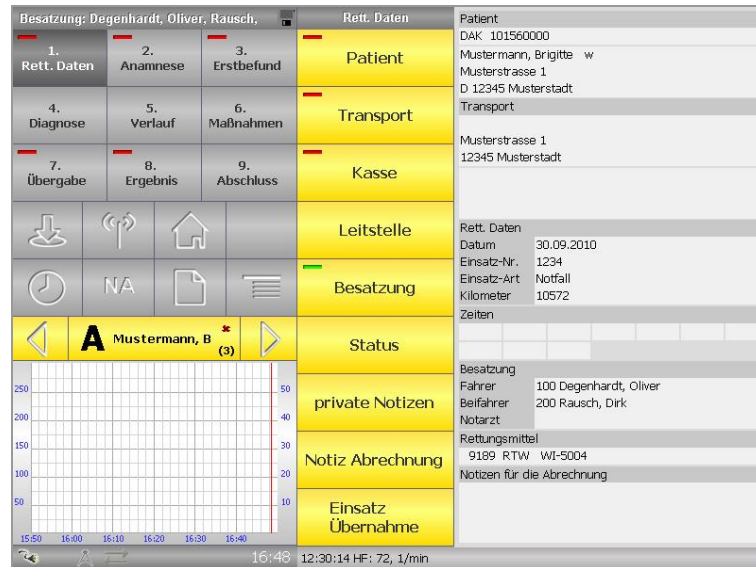 Besatzung: Degenhardt, Oliver, Rausch,
1.
Rett. Daten
2.
Anamnese
3.
Erstbefund
4.
Diagnose
5.
Verlauf
6.
Maßnahmen
7.
Übergabe
8.
Ergebnis
9.
Abschluss
NA
A Mustermann, B
(3)
250
200
150
100
50
50
40
30
20
10
15:50 16:00 16:10 16:20 16:30 16:40
16:48
Rett. Daten
Patient
Transport
Kasse
Leitstelle
Besatzung
Status
private Notizen
Notiz Abrechnung
Einsatz
Übernahme
12:30:14 HF: 72, 1/min
Patient
DAK 101560000
Mustermann, Brigitte w
Musterstrasse 1
D 12345 Musterstadt
Transport
Musterstrasse 1
12345 Musterstadt
Rett. Daten
Datum 30.09.2010
Einsatz-Nr. 1234
Einsatz-Art Notfall
Kilometer 10572
Zeiten
Besatzung
Fahrer 100 Degenhardt, Oliver
Beifahrer 200 Rausch, Dirk
Notarzt
Rettungsmittel
9189 RTW WI-5004
Notizen für die Abrechnung